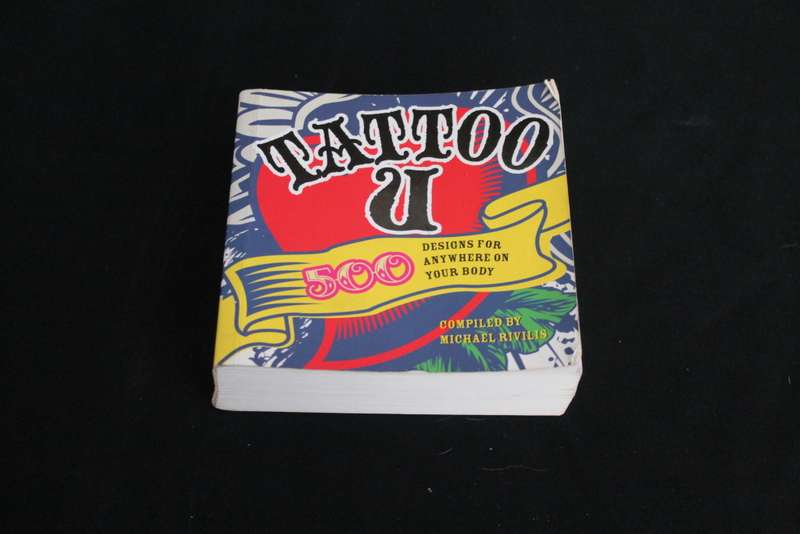 TATTOO
U
500
DESIGNS FOR
ANYWHERE ON
YOUR BODY
COMPILED BY
MICHAEL RIVILIS